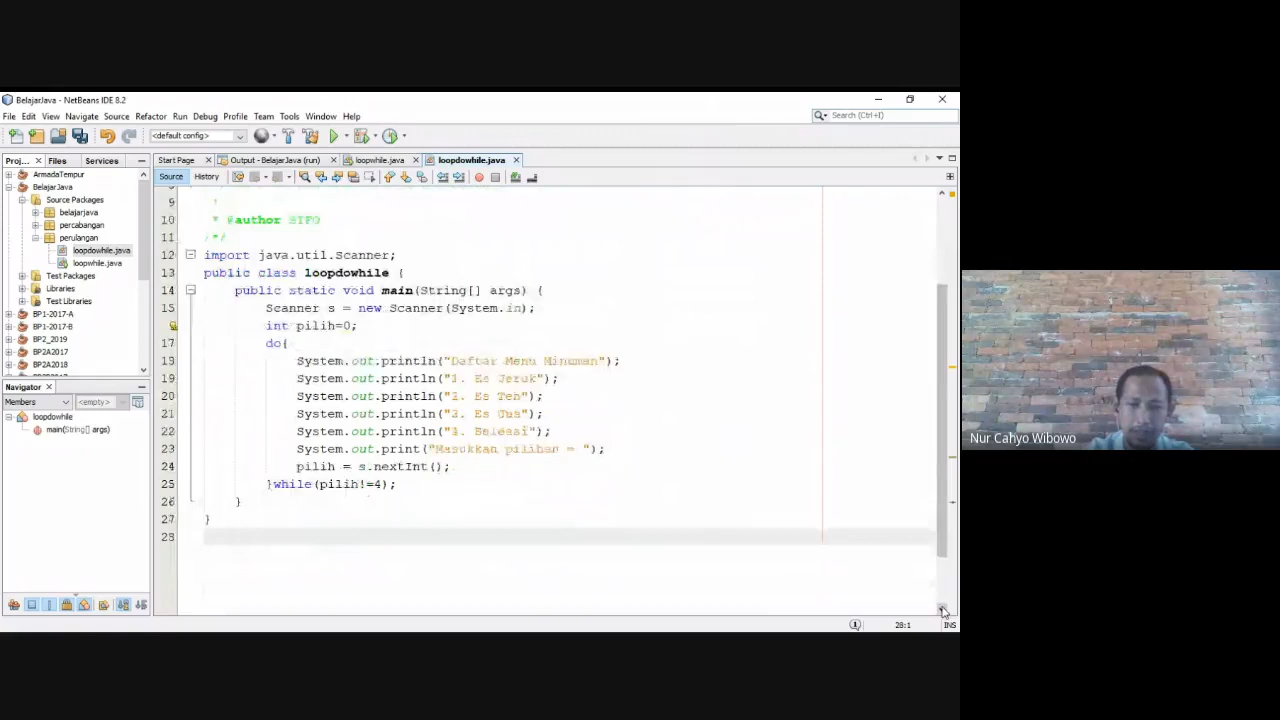 BelajarJava - NetBeans IDE 8.2
File Edit View Navigate Source Refactor Run Debug Profile Team Tools Window Help
Search (Ctrl+I)
<default config>
Proj... Files Services
Start Page
Output - BelajarJava (run)
loopwhile.java
loopdowhile.java
Source History
ArmadaTempur
BelajarJava
Source Packages
belajarjava
percabangan
perulangan
loopdowhile.java
loopwhile.java
Test Packages
Libraries
Test Libraries
BP1-2017-A
BP1-2017-B
BP2_2019
BP2A2017
BP2A2018
Navigator
Members
<empty>
loopdowhile
main(String[] args)
9 *
10 * @author STFO
11 */
12 import java.util.Scanner;
13 public class loopdowhile {
14 public static void main(String[] args) {
15 Scanner s = new Scanner(System.in);
int pilih=0;
17 do{
18 System.out.println("Daftar Menu Minuman");
19 System.out.println("1. Es Jeruk");
20 System.out.println("2. Es Teh");
21 System.out.println("3. Es Gus");
22 System.out.println("4. Selesai");
23 System.out.print("Masukkan pilihan = ");
24 pilih = s.nextInt();
25 }while(pilih!=4);
26 }
27 }
28
28:1
INS
Nur Cahyo Wibowo